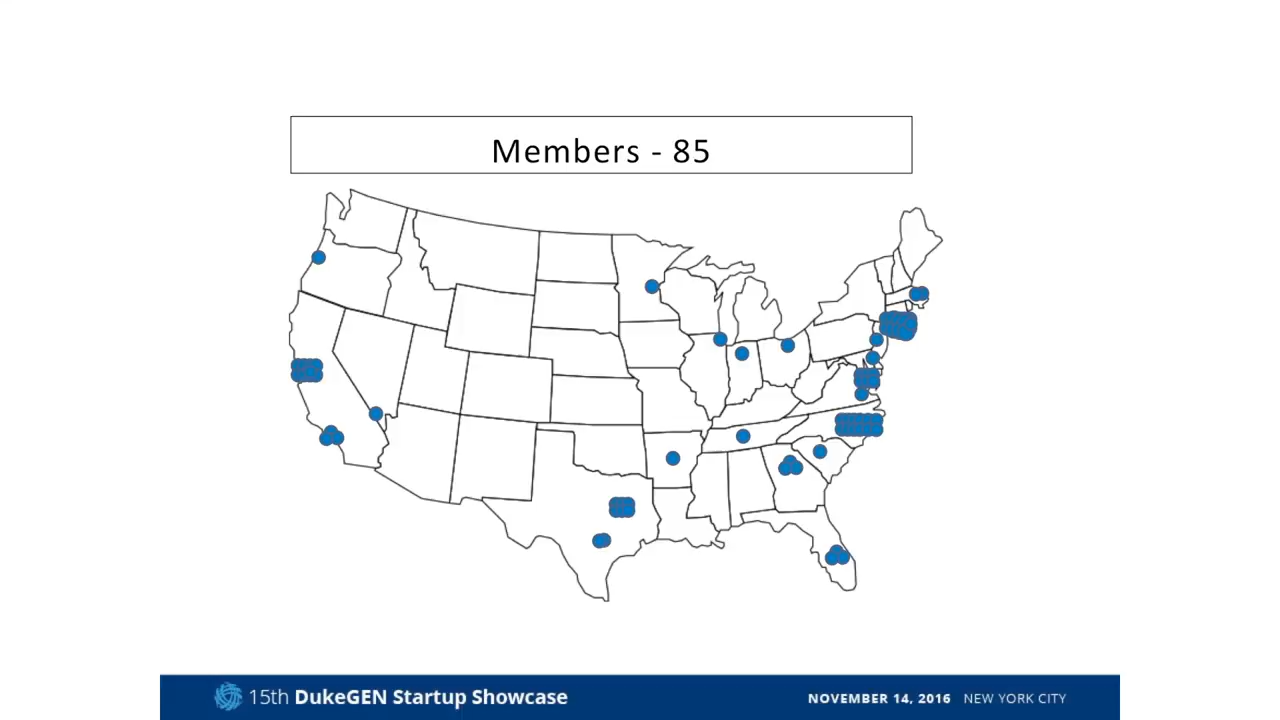 Members - 85
15th DukeGEN Startup Showcase
NOVEMBER 14, 2016 NEW YORK CITY